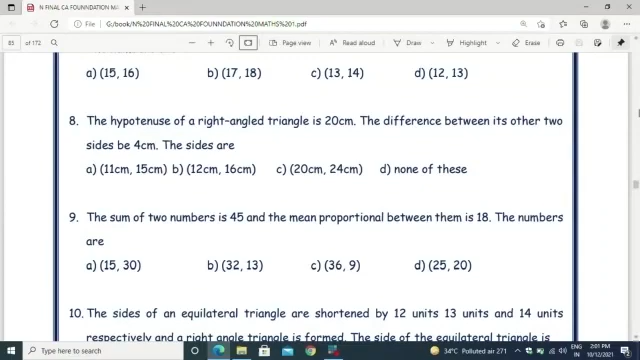 N FINAL CA FOUNNDATION MA
File
G:/book/N%20FINAL%20CA%20FOUNNDATION%20MATHS%201.pdf
85 of 172
Page view
Read aloud
Draw
Highlight
Erase
a) (15, 16) b) (17, 18) c) (13, 14) d) (12, 13)
8. The hypotenuse of a right–angled triangle is 20cm. The difference between its other two
sides be 4cm. The sides are
a) (11cm, 15cm) b) (12cm, 16cm) c) (20cm, 24cm) d) none of these
9. The sum of two numbers is 45 and the mean proportional between them is 18. The numbers
are
a) (15, 30) b) (32, 13) c) (36, 9) d) (25, 20)
10. The sides of an equilateral triangle are shortened by 12 units 13 units and 14 units
respectively and a right angle triangle is formed. The side of the equilateral triangle is
Type here to search
34°C Polluted air 271
ENG
IN
2:01 PM
10/12/2021